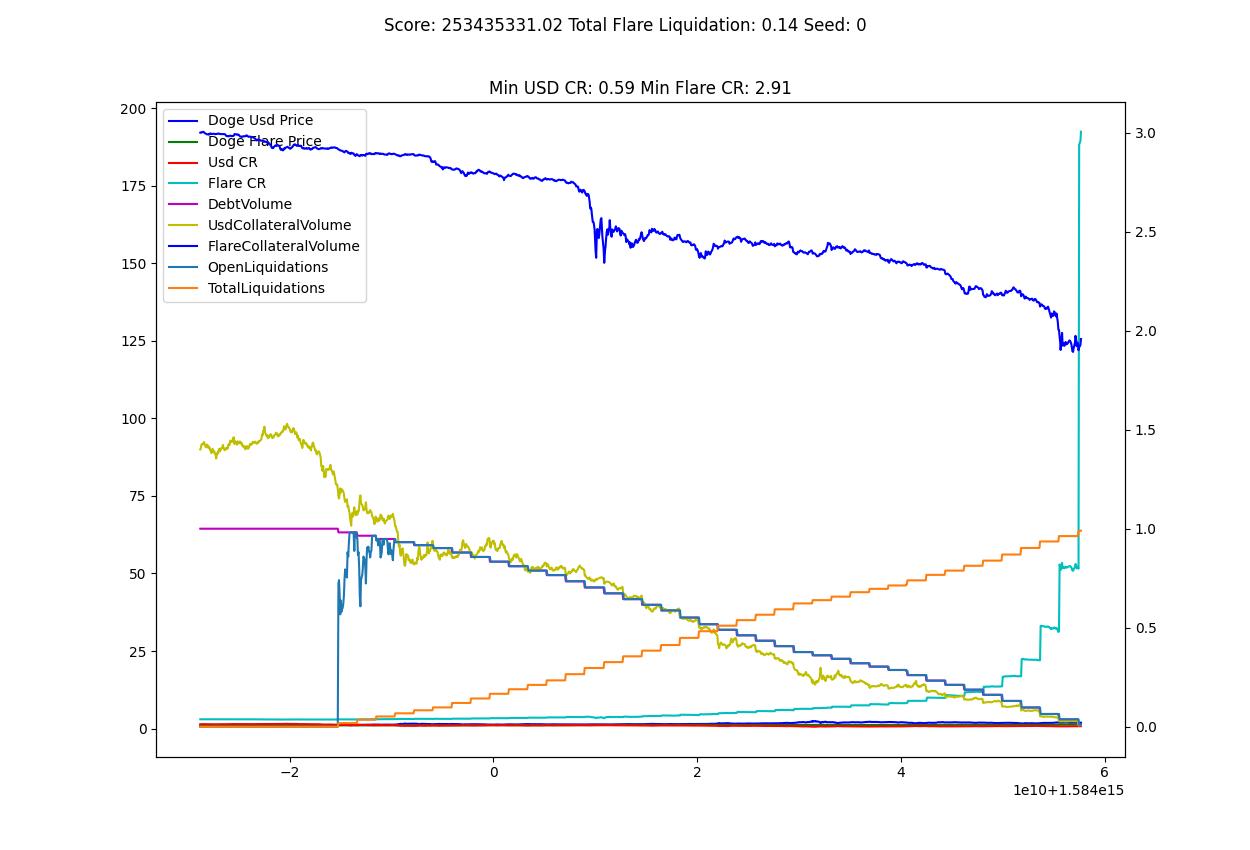 Score: 253435331.02 Total Flare Liquidation: 0.14 Seed: 0
Min USD CR: 0.59 Min Flare CR: 2.91
200
175
150
125
100
75
50
25
0
Doge Usd Price
Doge Flare Price
Usd CR
Flare CR
DebtVolume
UsdCollateralVolume
FlareCollateralVolume
OpenLiquidations
TotalLiquidations
3.0
2.5
2.0
1.5
1.0
0.5
0.0
−2 0 2 4 6
1e10+1.584e15